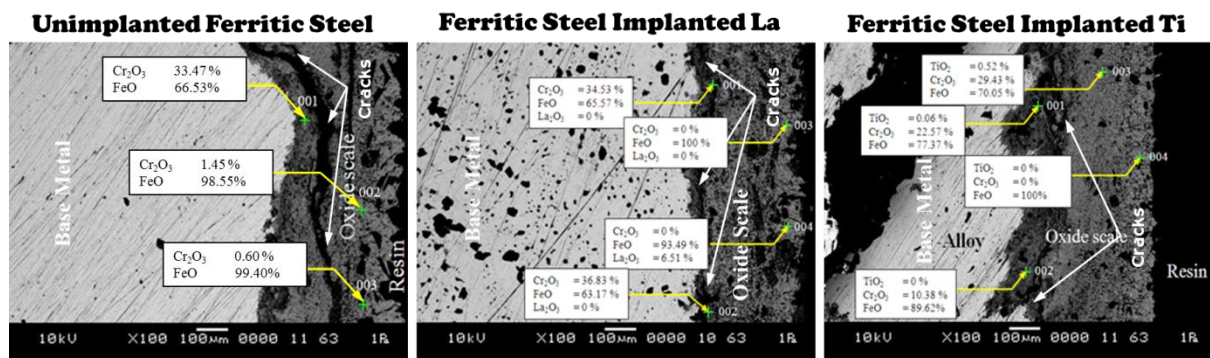 Unimplanted Ferritic Steel
Cr2O3 33.47 %
FeO 66.53%
001
Cracks
Cr2O3 1.45 %
FeO 98.55%
002
Base Metal
Oxide scale
Cr2O3 0.60 %
FeO 99.40%
003
Resin
10kV X100 100μm 0000 11 63 1R
Ferritic Steel Implanted La
Cr2O3 = 34.53 %
FeO = 65.57 %
La2O3 = 0 %
001
Cracks
Cr2O3 = 0 %
FeO = 100 %
La2O3 = 0 %
003
Base Metal
Oxide Scale
Cr2O3 = 0 %
FeO = 93.49 %
La2O3 = 6.51 %
004
Cr2O3 = 36.83 %
FeO = 63.17 %
La2O3 = 0 %
002
10kV X100 100μm 0000 10 63 1R
Ferritic Steel Implanted Ti
TiO2 = 0.52 %
Cr2O3 = 29.43 %
FeO = 70.05 %
003
TiO2 = 0.06 %
Cr2O3 = 22.57 %
FeO = 77.37 %
001
TiO2 = 0 %
Cr2O3 = 0 %
FeO = 100%
004
Base Metal
Alloy
Oxide scale
Cracks
Resin
TiO2 = 0 %
Cr2O3 = 10.38 %
FeO = 89.62%
002
10kV X100 100μm 0000 11 63 1R